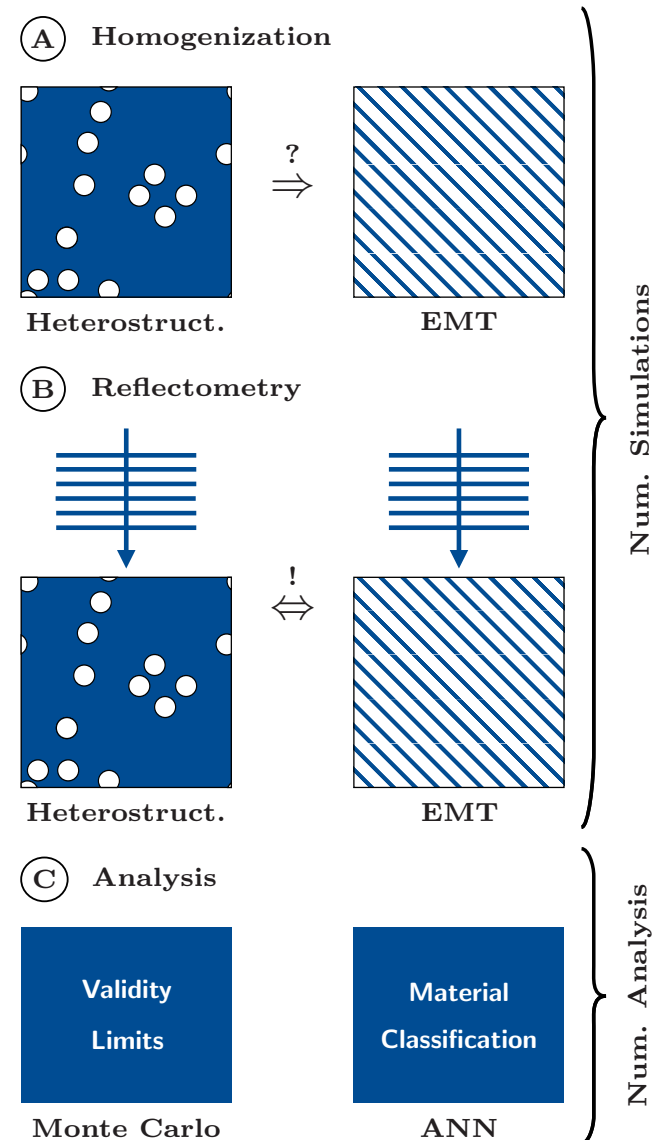 A Homogenization
?
⇒
Heterostruct.
EMT
B Reflectometry
!
⇔
Heterostruct.
EMT
Num. Simulations
C Analysis
Validity
Limits
Material
Classification
Monte Carlo
ANN
Num. Analysis